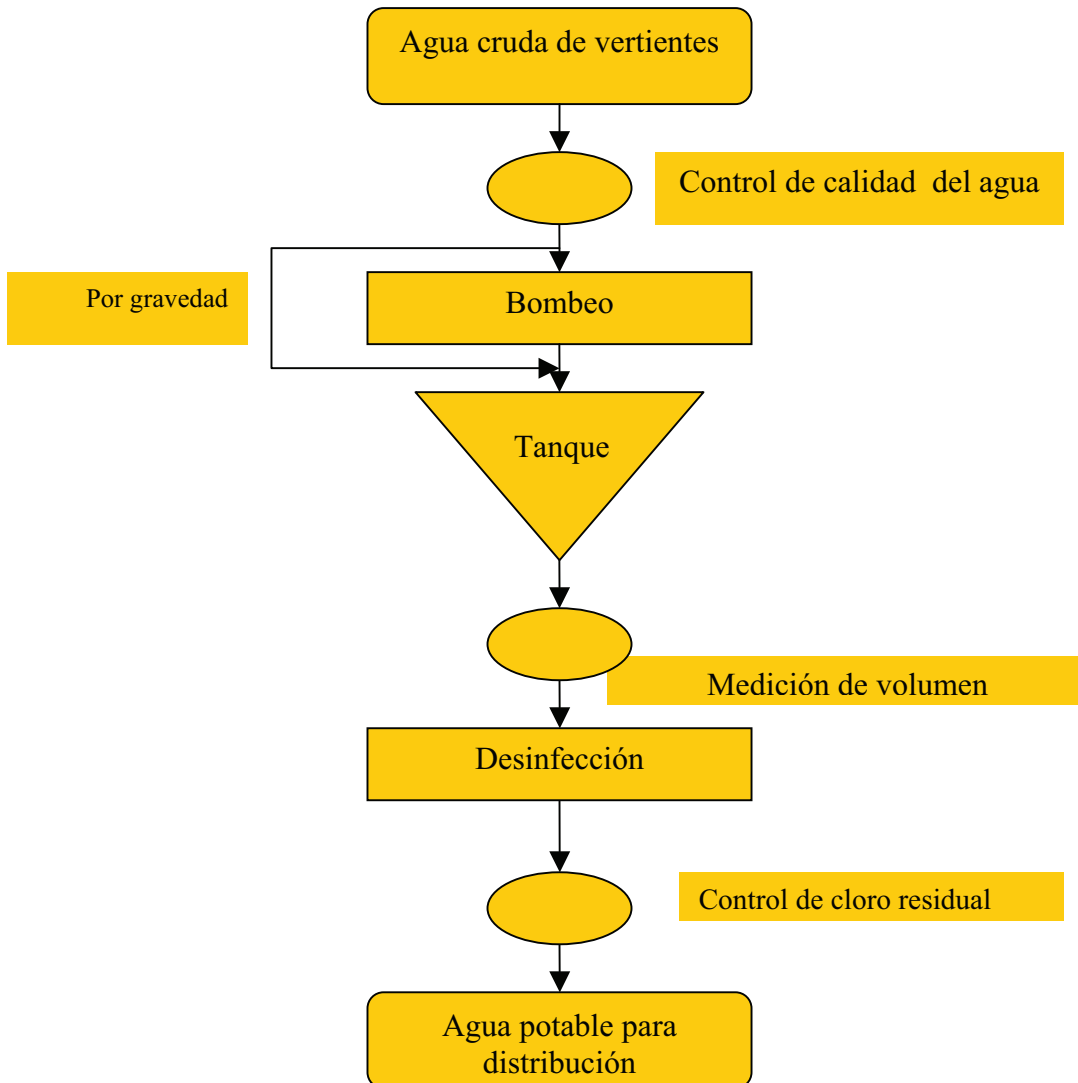 Agua cruda de vertientes
Control de calidad del agua
Por gravedad
Bombeo
Tanque
Medición de volumen
Desinfección
Control de cloro residual
Agua potable para
distribución